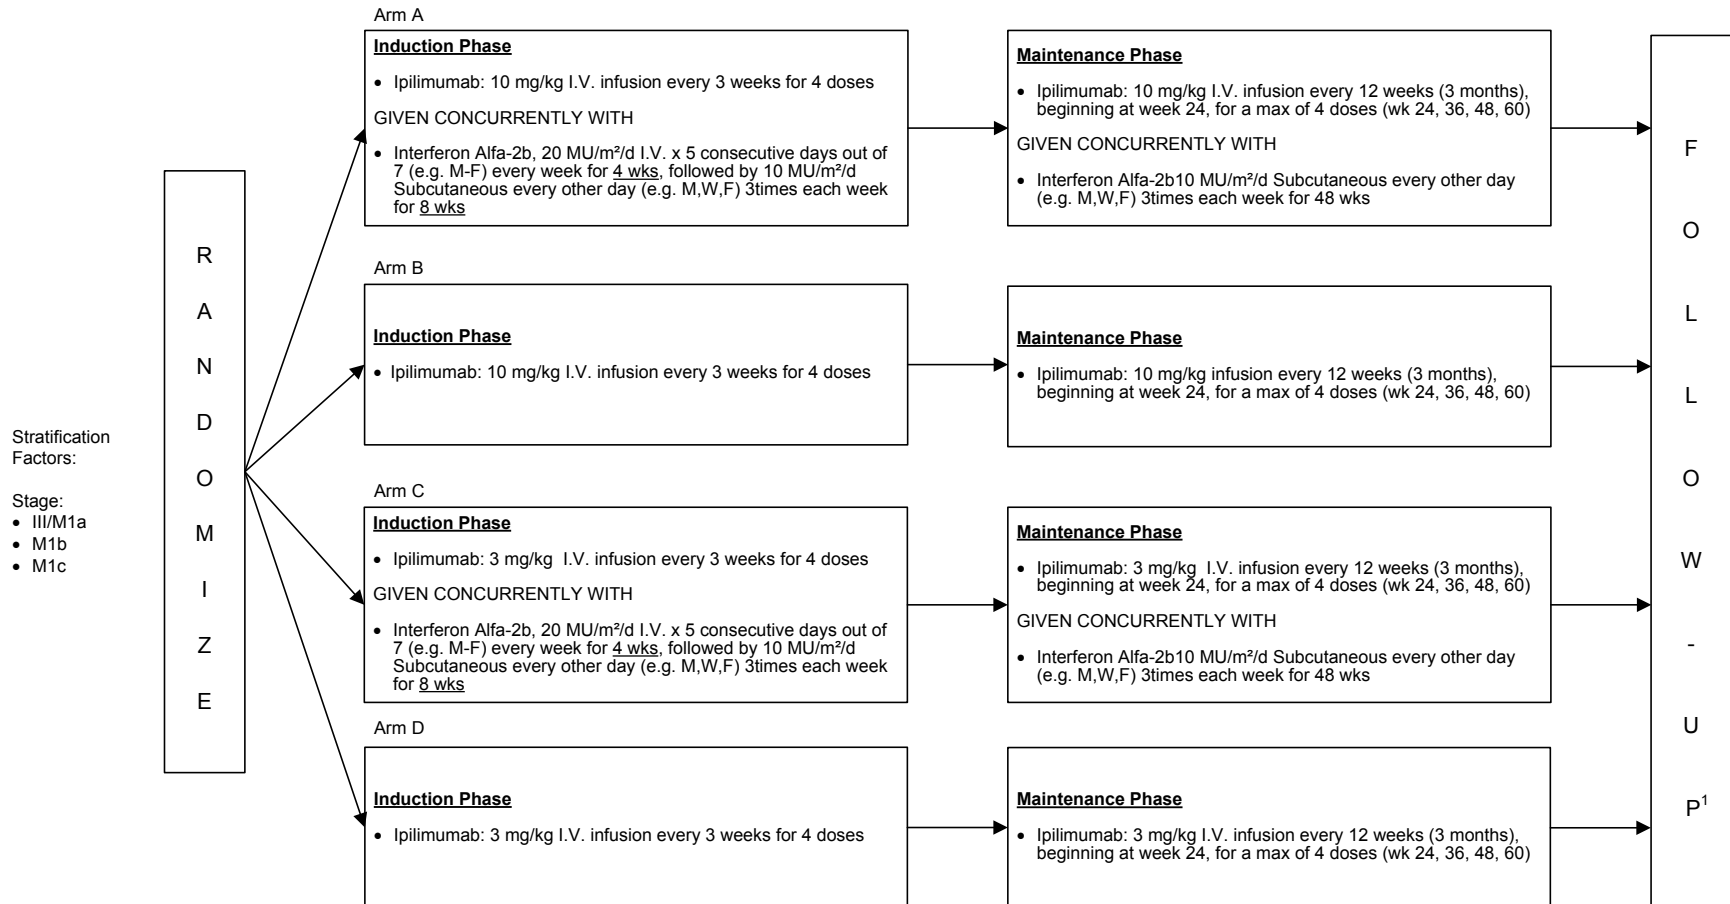 Stratification
Factors:
Stage:
• III/M1a
• M1b
• M1c
R
A
N
D
O
M
I
Z
E
Arm A
Induction Phase
• Ipilimumab: 10 mg/kg I.V. infusion every 3 weeks for 4 doses
GIVEN CONCURRENTLY WITH
• Interferon Alfa-2b, 20 MU/m²/d I.V. x 5 consecutive days out of
7 (e.g. M-F) every week for 4 wks, followed by 10 MU/m²/d
Subcutaneous every other day (e.g. M,W,F) 3times each week
for 8 wks
Maintenance Phase
• Ipilimumab: 10 mg/kg I.V. infusion every 12 weeks (3 months),
beginning at week 24, for a max of 4 doses (wk 24, 36, 48, 60)
GIVEN CONCURRENTLY WITH
• Interferon Alfa-2b10 MU/m²/d Subcutaneous every other day
(e.g. M,W,F) 3times each week for 48 wks
Arm B
Induction Phase
• Ipilimumab: 10 mg/kg I.V. infusion every 3 weeks for 4 doses
Maintenance Phase
• Ipilimumab: 10 mg/kg infusion every 12 weeks (3 months),
beginning at week 24, for a max of 4 doses (wk 24, 36, 48, 60)
Arm C
Induction Phase
• Ipilimumab: 3 mg/kg I.V. infusion every 3 weeks for 4 doses
GIVEN CONCURRENTLY WITH
• Interferon Alfa-2b, 20 MU/m²/d I.V. x 5 consecutive days out of
7 (e.g. M-F) every week for 4 wks, followed by 10 MU/m²/d
Subcutaneous every other day (e.g. M,W,F) 3times each week
for 8 wks
Maintenance Phase
• Ipilimumab: 3 mg/kg I.V. infusion every 12 weeks (3 months),
beginning at week 24, for a max of 4 doses (wk 24, 36, 48, 60)
GIVEN CONCURRENTLY WITH
• Interferon Alfa-2b10 MU/m²/d Subcutaneous every other day
(e.g. M,W,F) 3times each week for 48 wks
Arm D
Induction Phase
• Ipilimumab: 3 mg/kg I.V. infusion every 3 weeks for 4 doses
Maintenance Phase
• Ipilimumab: 3 mg/kg I.V. infusion every 12 weeks (3 months),
beginning at week 24, for a max of 4 doses (wk 24, 36, 48, 60)
F
O
L
L
O
W
-
U
P¹